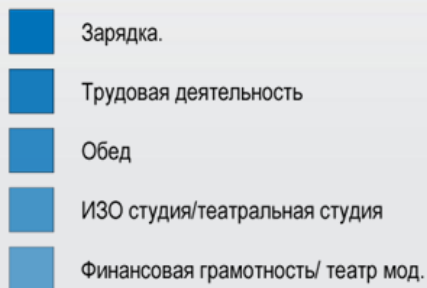 Зарядка.
Трудовая деятельность
Обед
ИЗО студия/театральная студия
Финансовая грамотность/ театр мод.